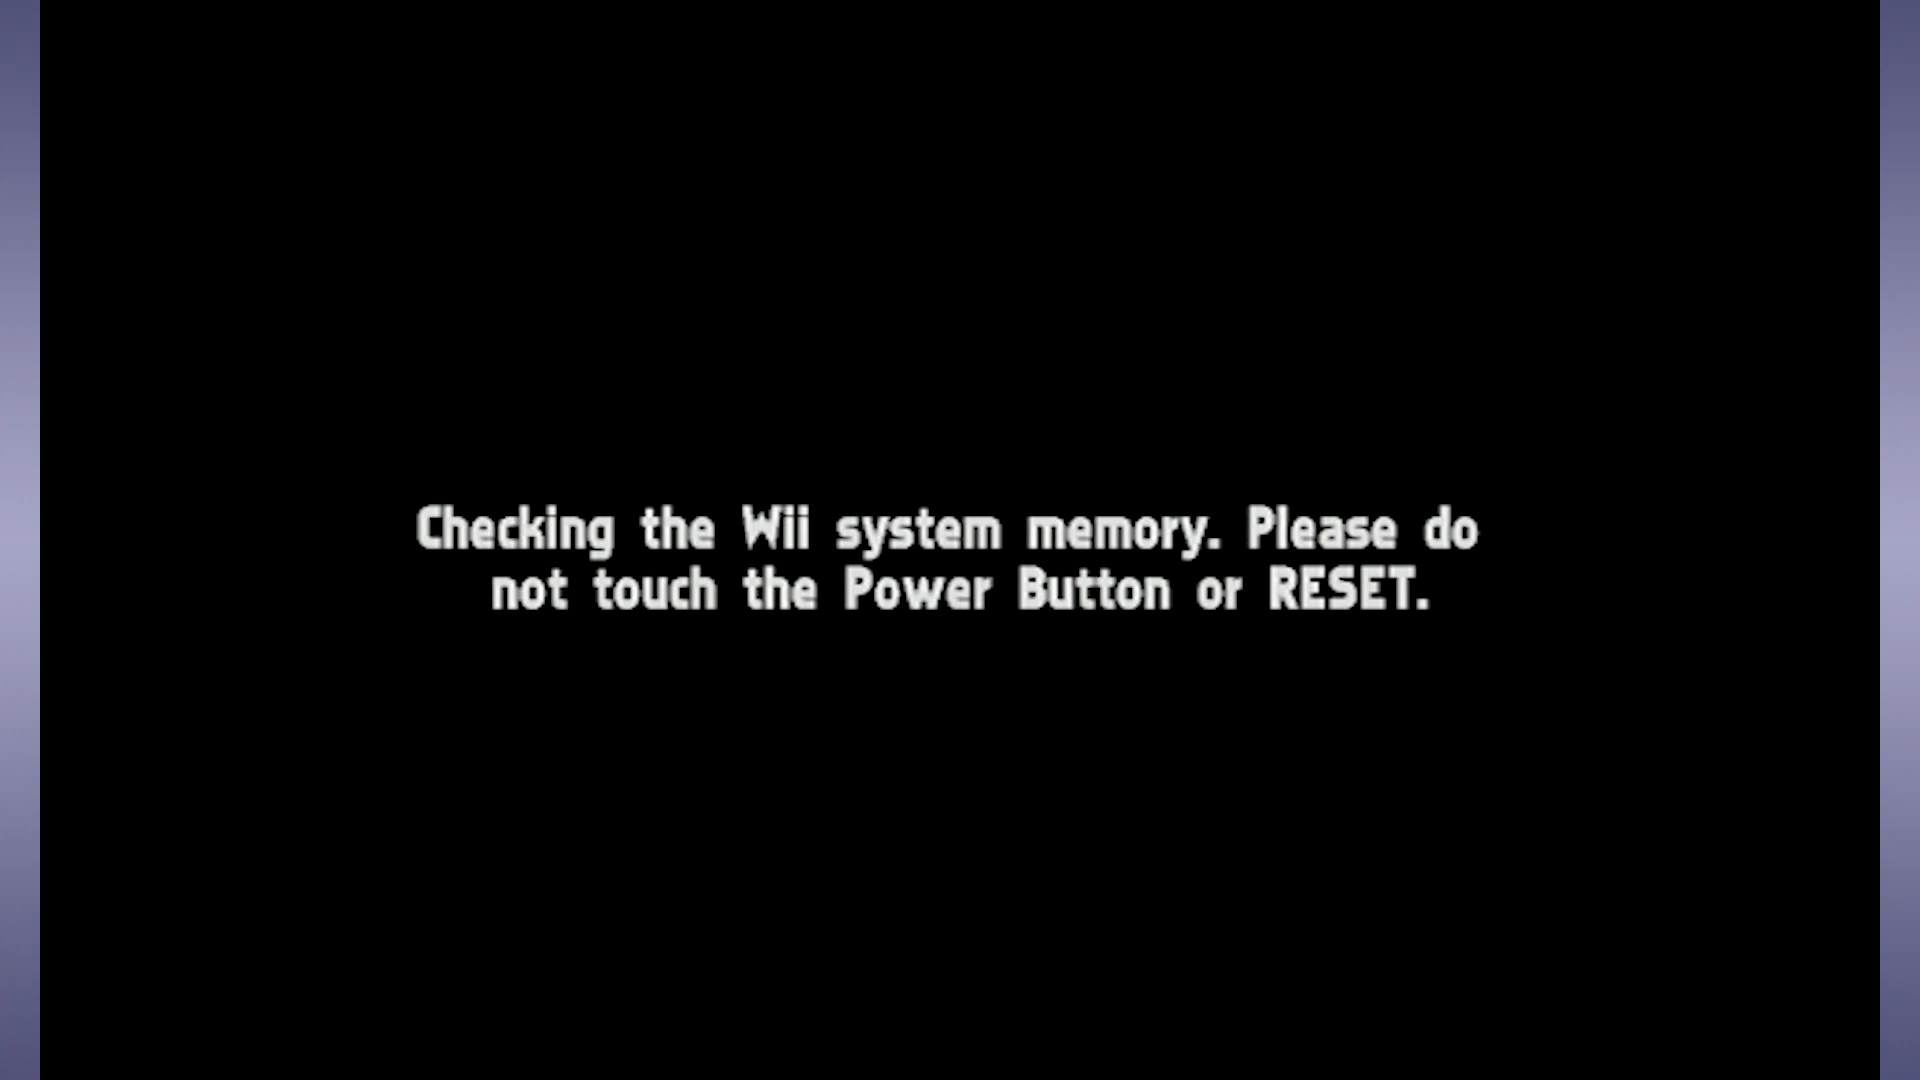 Checking the Wii system memory. Please do
not touch the Power Button or RESET.